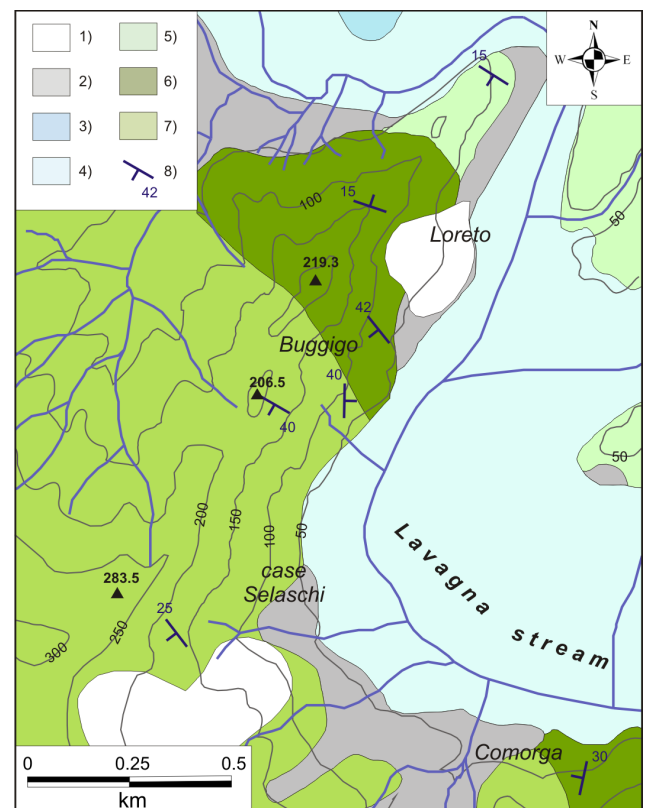 1)
5)
2)
6)
3)
7)
4)
8)
42
N
W
E
S
15
15
100
50
Loreto
219.3
42
Buggigo
40
206.5
40
50
200
150
100
50
Lavagna stream
case
Selaschi
283.5
25
250
300
Comorga
30
0
0.25
0.5
km